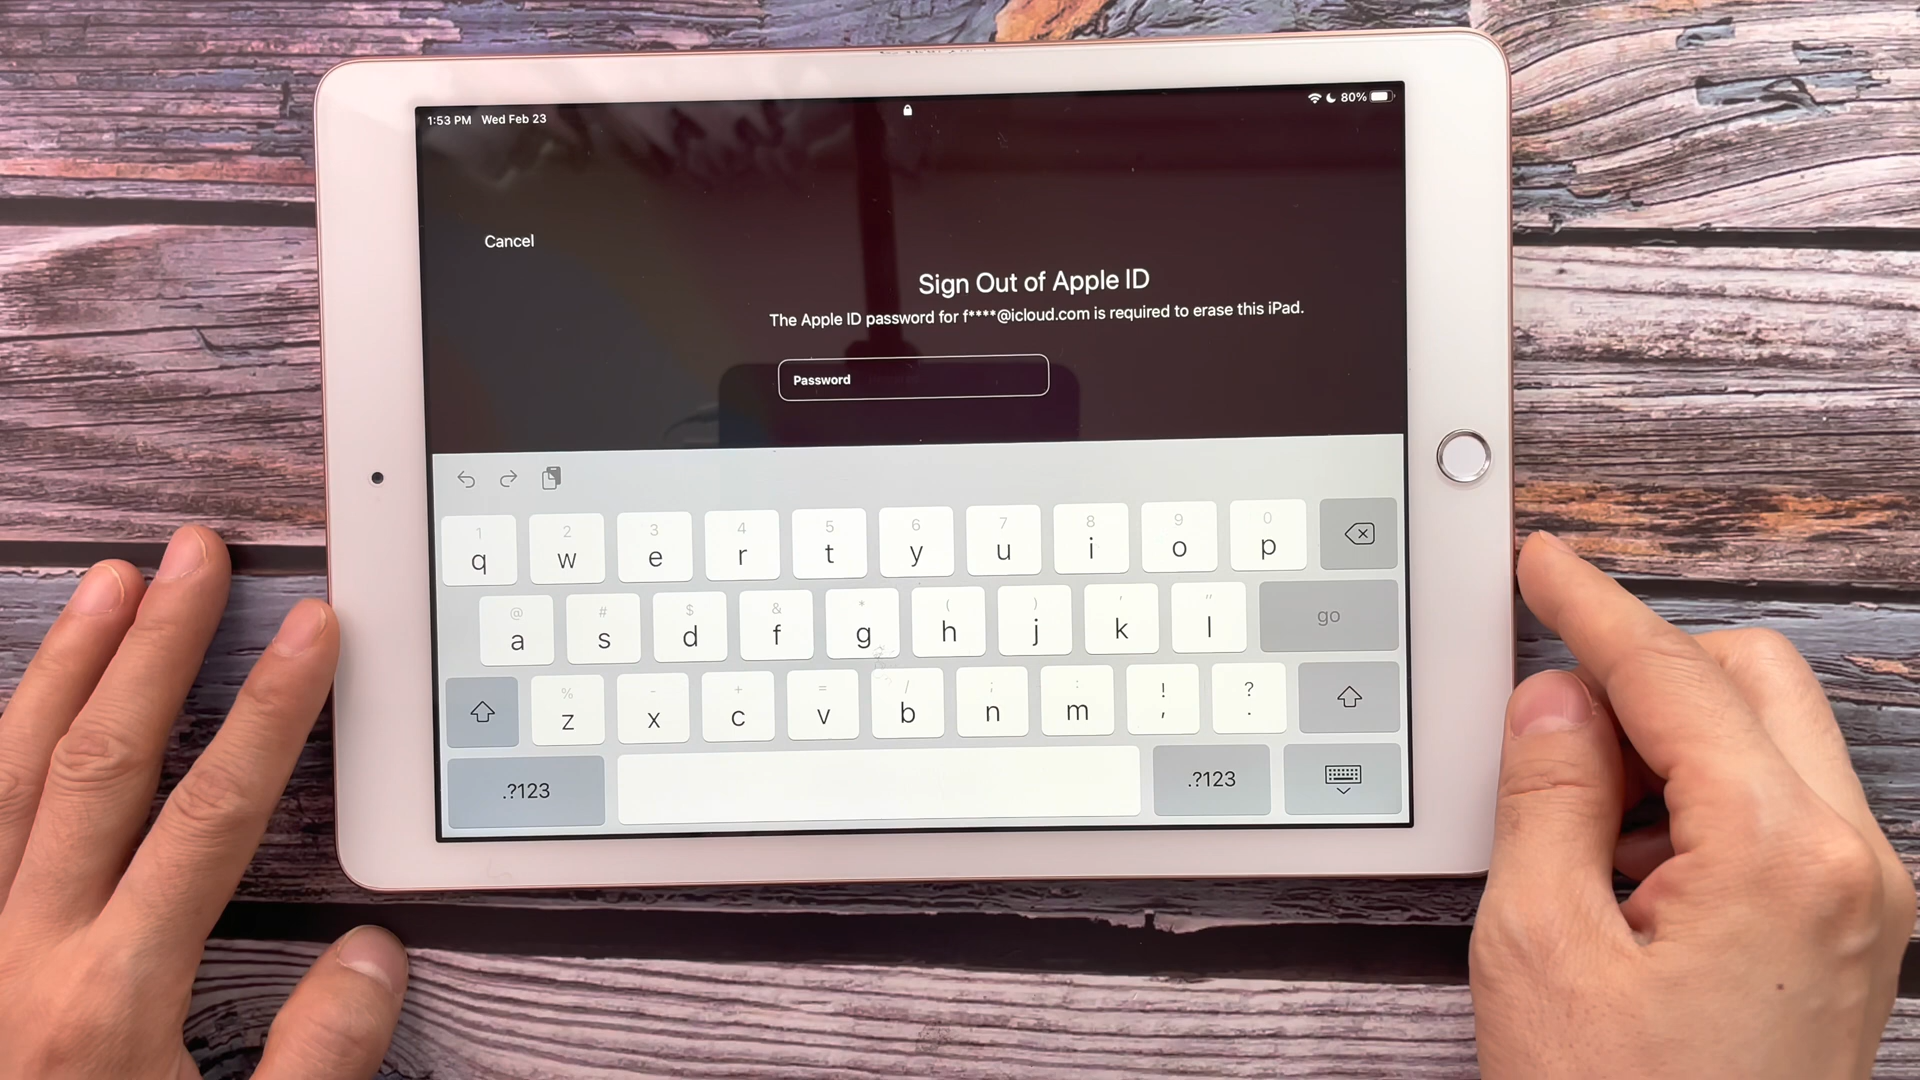 1:53 PM Wed Feb 23
80%
Cancel
Sign Out of Apple ID
The Apple ID password for f****@icloud.com is required to erase this iPad.
Password
1 2 3 4 5 6 7 8 9 0
q w e r t y u i o p
@ # $ & * ( ) ' "
a s d f g h j k l go
% - + = / ; : ! ?
z x c v b n m , .
.?123 .?123